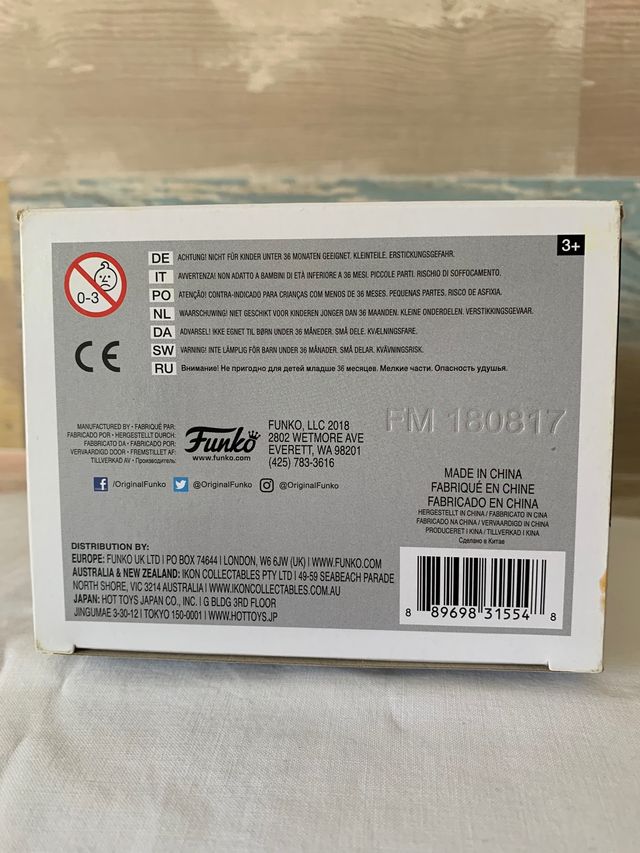 3+
0-3
DE ACHTUNG! NICHT FÜR KINDER UNTER 36 MONATEN GEEIGNET. KLEINTEILE. ERSTICKUNGSGEFAHR.
IT AVVERTENZA! NON ADATTO A BAMBINI DI ETÀ INFERIORE A 36 MESI. PICCOLE PARTI. RISCHIO DI SOFFOCAMENTO.
PO ATENÇÃO! CONTRA-INDICADO PARA CRIANÇAS COM MENOS DE 36 MESES. PEQUENAS PARTES. RISCO DE ASFIXIA.
NL WAARSCHUWING! NIET GESCHIKT VOOR KINDEREN JONGER DAN 36 MAANDEN. KLEINE ONDERDELEN. VERSTIKKINGSGEVAAR.
DA ADVARSEL! IKKE EGNET TIL BØRN UNDER 36 MÅNEDER. SMÅ DELE. KVÆLNINGSFARE.
SW VARNING! INTE LÄMPLIG FÖR BARN UNDER 36 MÅNADER. SMÅ DELAR. KVÄVNINGSRISK.
RU Внимание! Не пригодно для детей младше 36 месяцев. Мелкие части. Опасность удушья.
CE
MANUFACTURED BY • FABRIQUÉ PAR:
FABRICADO POR • HERGESTELLT DURCH:
FABBRICATO DA • FABRICADO POR:
VERVAARDIGD DOOR • FREMSTILLET AF:
TILLVERKAD AV • Производитель:
Funko
www.funko.com
FUNKO, LLC 2018
2802 WETMORE AVE
EVERETT, WA 98201
(425) 783-3616
FM 180817
f /OriginalFunko @OriginalFunko @OriginalFunko
MADE IN CHINA
FABRIQUÉ EN CHINE
FABRICADO EN CHINA
HERGESTELLT IN CHINA / FABBRICATO IN CINA
FABRICADO NA CHINA / VERVAARDIGD IN CHINA
PRODUCERET I KINA / TILLVERKAD I KINA
Сделано в Китае
DISTRIBUTION BY:
EUROPE: FUNKO UK LTD | PO BOX 74644 | LONDON, W6 6JW (UK) | WWW.FUNKO.COM
AUSTRALIA & NEW ZEALAND: IKON COLLECTABLES PTY LTD | 49-59 SEABEACH PARADE
NORTH SHORE, VIC 3214 AUSTRALIA | WWW.IKONCOLLECTABLES.COM.AU
JAPAN: HOT TOYS JAPAN CO., INC. | G BLDG 3RD FLOOR
JINGUMAE 3-30-12 | TOKYO 150-0001 | WWW.HOTTOYS.JP
8 89698 31554 8